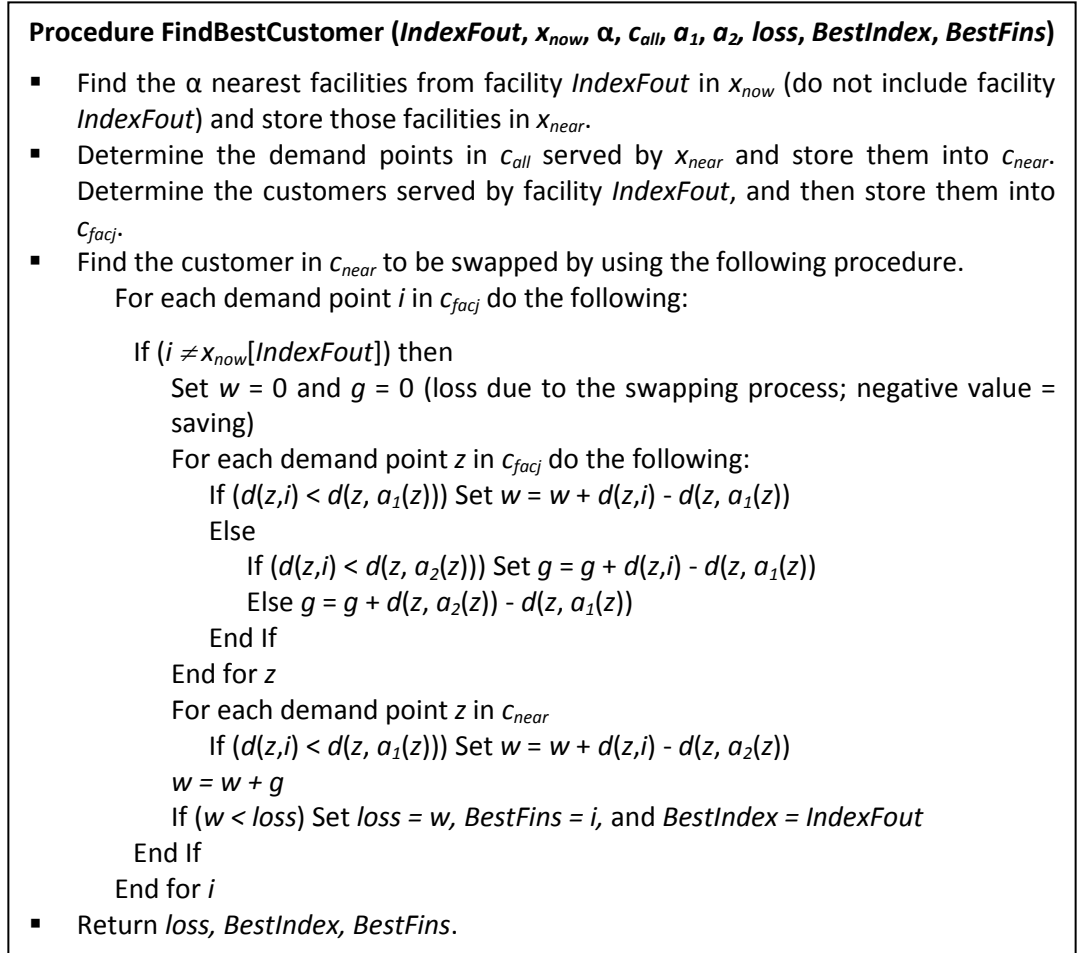 Procedure FindBestCustomer (IndexFout, xnow, α, call, a1, a2, loss, BestIndex, BestFins)
▪ Find the α nearest facilities from facility IndexFout in xnow (do not include facility
IndexFout) and store those facilities in xnear.
▪ Determine the demand points in call served by xnear and store them into cnear.
Determine the customers served by facility IndexFout, and then store them into
cfacj.
▪ Find the customer in cnear to be swapped by using the following procedure.
For each demand point i in cfacj do the following:
If (i ≠ xnow[IndexFout]) then
Set w = 0 and g = 0 (loss due to the swapping process; negative value =
saving)
For each demand point z in cfacj do the following:
If (d(z,i) < d(z, a1(z))) Set w = w + d(z,i) - d(z, a1(z))
Else
If (d(z,i) < d(z, a2(z))) Set g = g + d(z,i) - d(z, a1(z))
Else g = g + d(z, a2(z)) - d(z, a1(z))
End If
End for z
For each demand point z in cnear
If (d(z,i) < d(z, a1(z))) Set w = w + d(z,i) - d(z, a2(z))
w = w + g
If (w < loss) Set loss = w, BestFins = i, and BestIndex = IndexFout
End If
End for i
▪ Return loss, BestIndex, BestFins.